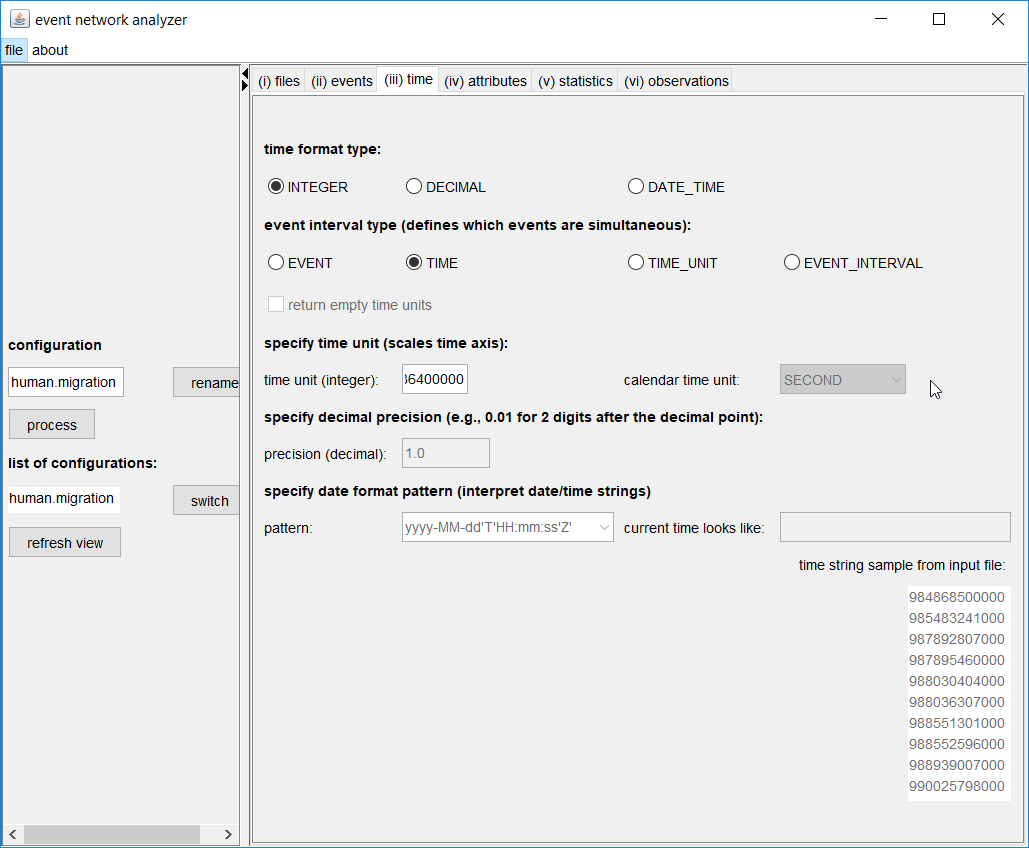 event network analyzer
file about
(i) files (ii) events (iii) time (iv) attributes (v) statistics (vi) observations
time format type:
INTEGER DECIMAL DATE_TIME
event interval type (defines which events are simultaneous):
EVENT TIME TIME_UNIT EVENT_INTERVAL
return empty time units
specify time unit (scales time axis):
time unit (integer): 86400000 calendar time unit: SECOND
specify decimal precision (e.g., 0.01 for 2 digits after the decimal point):
precision (decimal): 1.0
specify date format pattern (interpret date/time strings)
pattern: yyyy-MM-dd'T'HH:mm:ss'Z' current time looks like:
time string sample from input file:
984868500000
985483241000
987892807000
987895460000
988030404000
988036307000
988551301000
988552596000
988939007000
990025798000
configuration
human.migration rename
process
list of configurations:
human.migration switch
refresh view